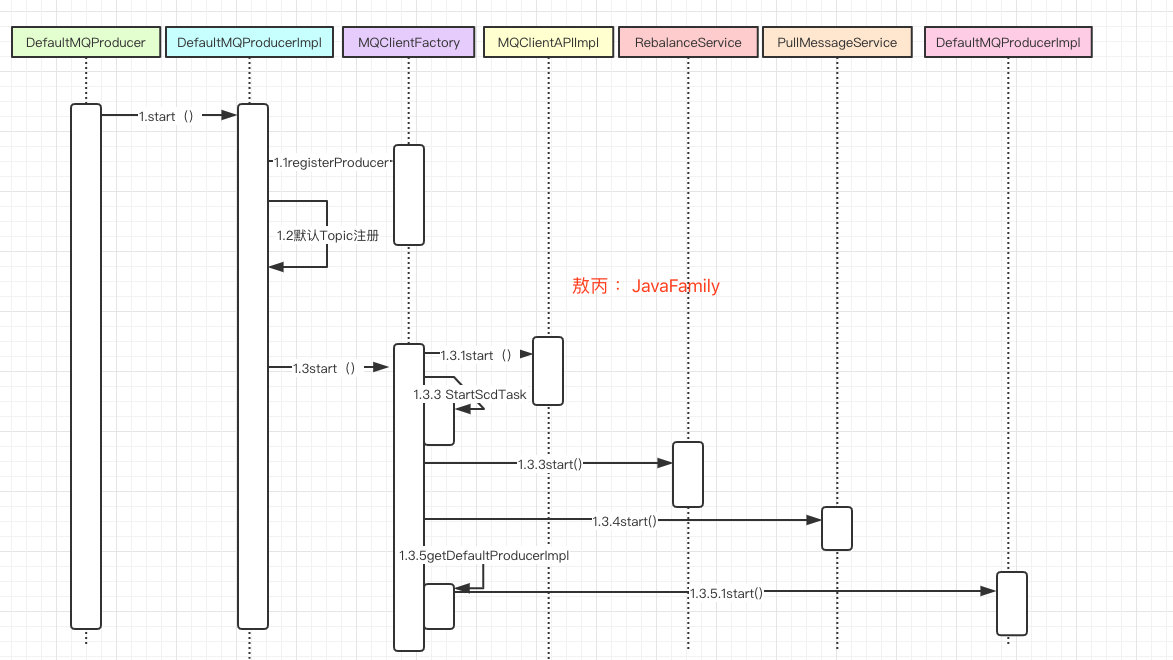 DefaultMQProducer
DefaultMQProducerImpl
MQClientFactory
MQClientAPIImpl
RebalanceService
PullMessageService
DefaultMQProducerImpl
1.start（）
1.1registerProducer
1.2默认Topic注册
敖丙： JavaFamily
1.3.1start（）
1.3start（）
1.3.3 StartScdTask
1.3.3start()
1.3.4start()
1.3.5getDefaultProducerImpl
1.3.5.1start()